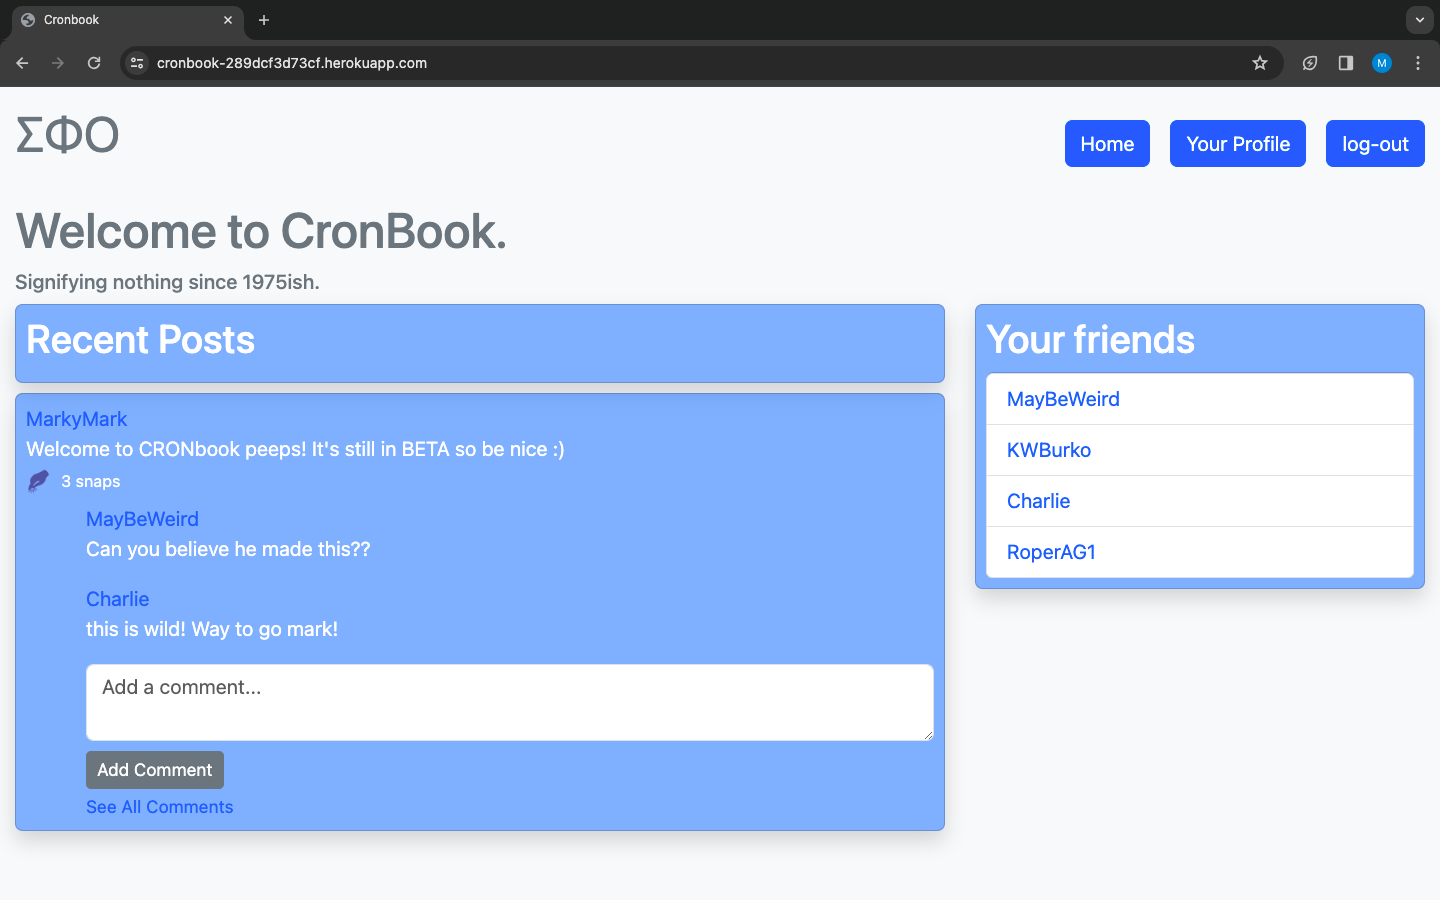 Cronbook
cronbook-289dcf3d73cf.herokuapp.com
M
ΣΦΟ
Home
Your Profile
log-out
Welcome to CronBook.
Signifying nothing since 1975ish.
Recent Posts
MarkyMark
Welcome to CRONbook peeps! It's still in BETA so be nice :)
3 snaps
MayBeWeird
Can you believe he made this??
Charlie
this is wild! Way to go mark!
Add a comment...
Add Comment
See All Comments
Your friends
MayBeWeird
KWBurko
Charlie
RoperAG1